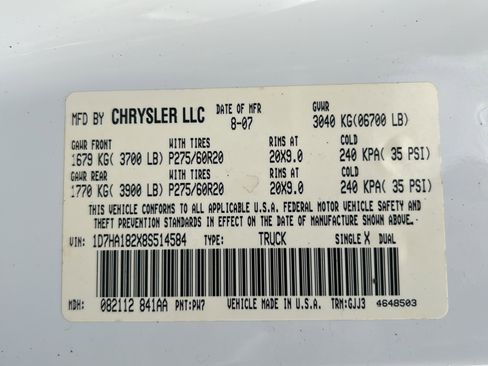 MFD BY CHRYSLER LLC DATE OF MFR GVWR
8-07 3040 KG(06700 LB)
GAWR FRONT WITH TIRES RIMS AT COLD
1679 KG( 3700 LB) P275/60R20 20X9.0 240 KPA( 35 PSI)
GAWR REAR WITH TIRES RIMS AT COLD
1770 KG( 3900 LB) P275/60R20 20X9.0 240 KPA( 35 PSI)
THIS VEHICLE CONFORMS TO ALL APPLICABLE U.S.A. FEDERAL MOTOR VEHICLE SAFETY AND
THEFT PREVENTION STANDARDS IN EFFECT ON THE DATE OF MANUFACTURE SHOWN ABOVE.
VIN: 1D7HA182X8S514584 TYPE: TRUCK SINGLE X DUAL
MDH: 082112 841AA PNT:PW7 VEHICLE MADE IN U.S.A. TRM:GJJ3 4648503